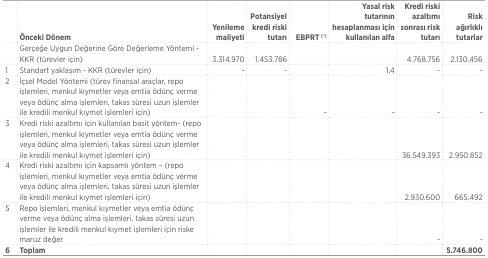 Önceki Dönem	Yenileme maliyeti	Potansiyel kredi riski tutarı	EBPRT (*)	Yasal risk tutarının hesaplanması için kullanılan alfa	Kredi riski azaltımı sonrası risk tutarı	Risk ağırlıklı tutarlar
Gerçeğe Uygun Değerine Göre Değerleme Yöntemi -
KKR (türevler için)	3.314.970	1.453.786			4.768.756	2.130.456
1	Standart yaklaşım - KKR (türevler için)	-	-		1,4	-	-
2	İçsel Model Yöntemi (türev finansal araçlar, repo
işlemleri, menkul kıymetler veya emtia ödünç verme
veya ödünç alma işlemleri, takas süresi uzun işlemler
ile kredili menkul kıymet işlemleri için)			-	-	-	-
3	Kredi riski azaltımı için kullanılan basit yöntem- (repo
işlemleri, menkul kıymetler veya emtia ödünç verme
veya ödünç alma işlemleri, takas süresi uzun işlemler
ile kredili menkul kıymet işlemleri için)					36.549.393	2.950.852
4	Kredi riski azaltımı için kapsamlı yöntem – (repo
işlemleri, menkul kıymetler veya emtia ödünç verme
veya ödünç alma işlemleri, takas süresi uzun işlemler
ile kredili menkul kıymet işlemleri için)					2.930.600	665.492
5	Repo işlemleri, menkul kıymetler veya emtia ödünç
verme veya ödünç alma işlemleri, takas süresi uzun
işlemler ile kredili menkul kıymet işlemleri için riske
maruz değer					-	-
6	Toplam						5.746.800